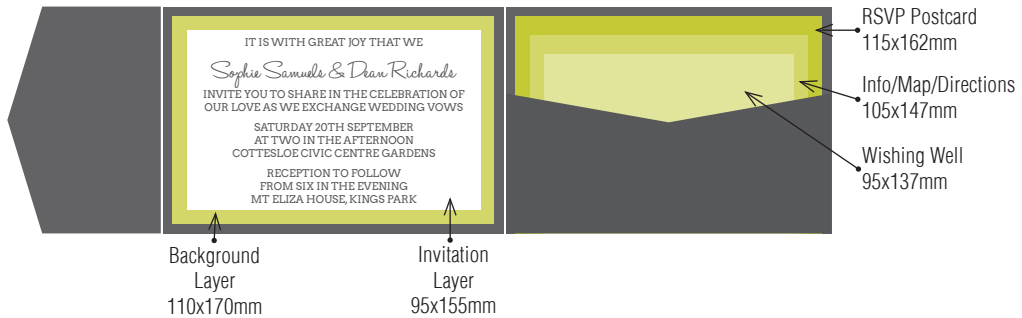 IT IS WITH GREAT JOY THAT WE
Sophie Samuels & Dean Richards
INVITE YOU TO SHARE IN THE CELEBRATION OF
OUR LOVE AS WE EXCHANGE WEDDING VOWS
SATURDAY 20TH SEPTEMBER
AT TWO IN THE AFTERNOON
COTTESLOE CIVIC CENTRE GARDENS
RECEPTION TO FOLLOW
FROM SIX IN THE EVENING
MT ELIZA HOUSE, KINGS PARK
Background
Layer
110x170mm
Invitation
Layer
95x155mm
RSVP Postcard
115x162mm
Info/Map/Directions
105x147mm
Wishing Well
95x137mm